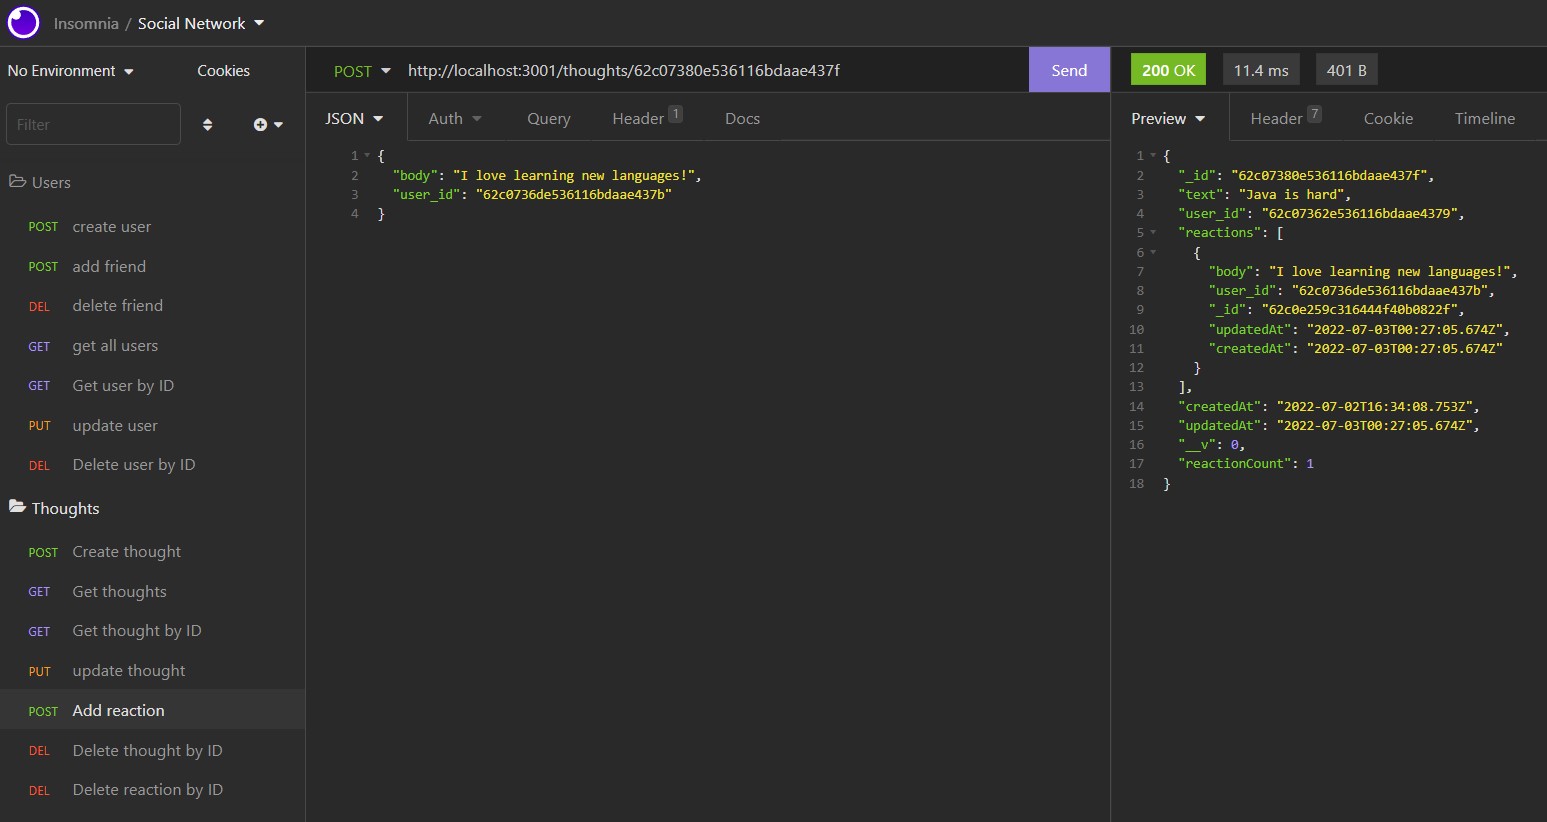 Insomnia / Social Network
No Environment
Cookies
Filter
Users
POST create user
POST add friend
DEL delete friend
GET get all users
GET Get user by ID
PUT update user
DEL Delete user by ID
Thoughts
POST Create thought
GET Get thoughts
GET Get thought by ID
PUT update thought
POST Add reaction
DEL Delete thought by ID
DEL Delete reaction by ID
POST http://localhost:3001/thoughts/62c07380e536116bdaae437f Send
JSON Auth Query Header 1 Docs
1 {
2 "body": "I love learning new languages!",
3 "user_id": "62c0736de536116bdaae437b"
4 }
200 OK 11.4 ms 401 B
Preview Header 7 Cookie Timeline
1 {
2 "_id": "62c07380e536116bdaae437f",
3 "text": "Java is hard",
4 "user_id": "62c07362e536116bdaae4379",
5 "reactions": [
6 {
7 "body": "I love learning new languages!",
8 "user_id": "62c0736de536116bdaae437b",
9 "_id": "62c0e259c316444f40b0822f",
10 "updatedAt": "2022-07-03T00:27:05.674Z",
11 "createdAt": "2022-07-03T00:27:05.674Z"
12 }
13 ],
14 "createdAt": "2022-07-02T16:34:08.753Z",
15 "updatedAt": "2022-07-03T00:27:05.674Z",
16 "__v": 0,
17 "reactionCount": 1
18 }